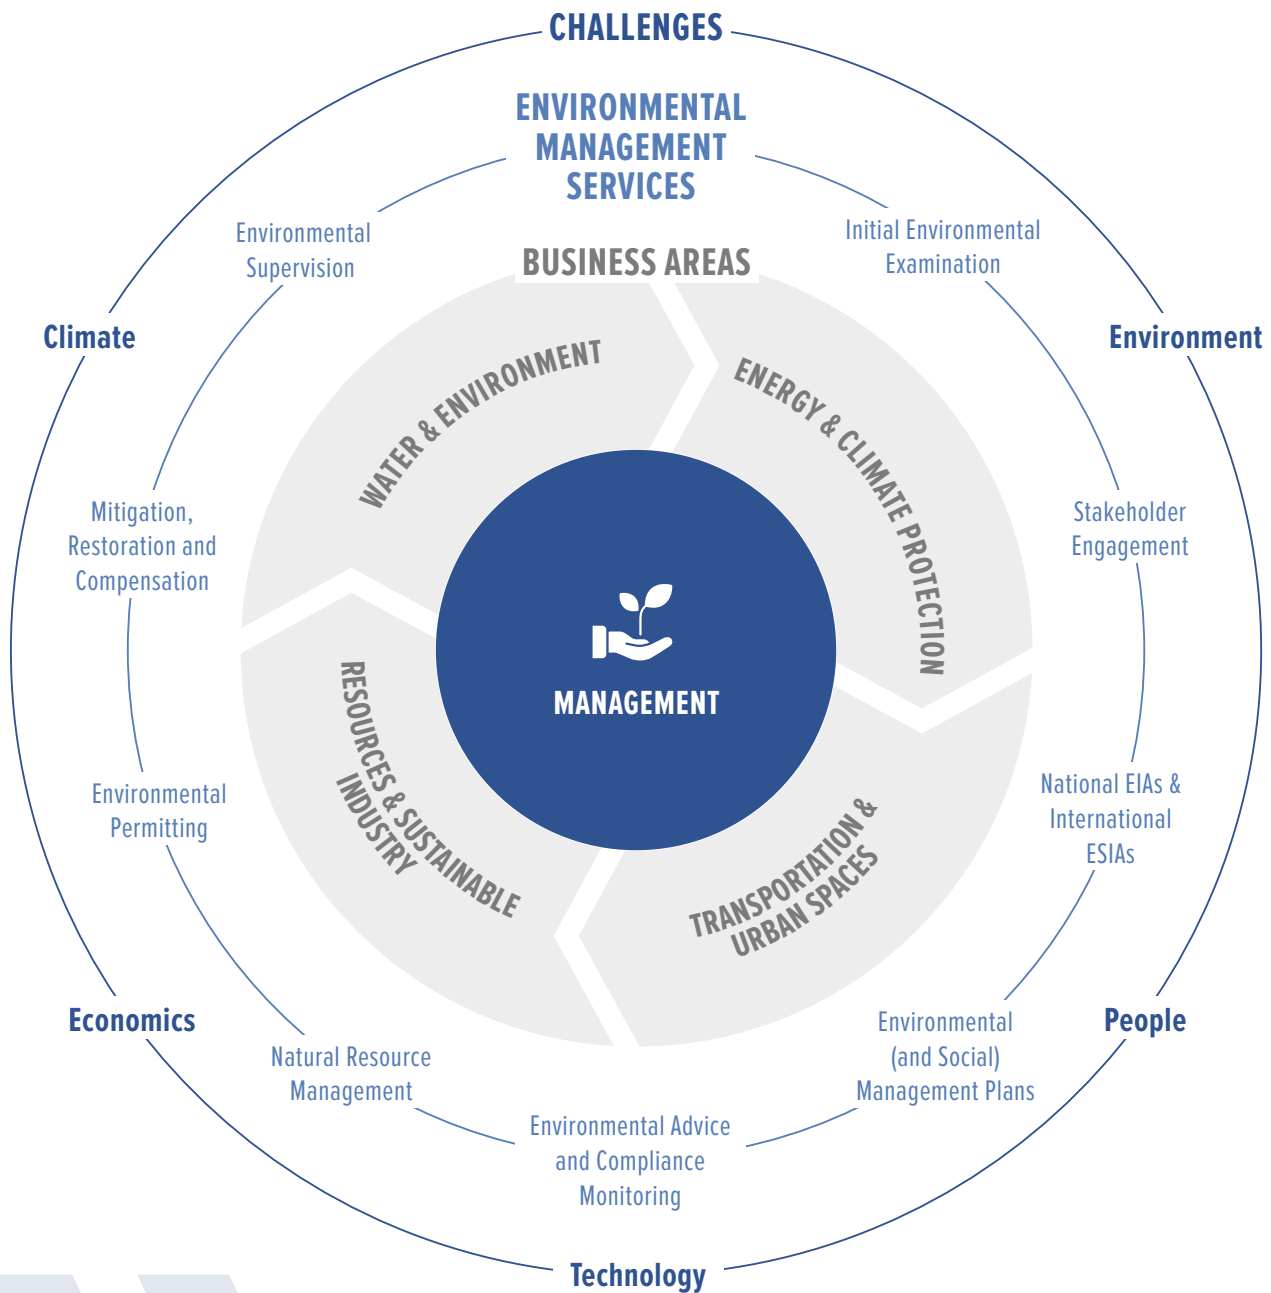 CHALLENGES
ENVIRONMENTAL
MANAGEMENT
SERVICES
Environmental
Supervision
Initial Environmental
Examination
BUSINESS AREAS
Climate
Environment
WATER & ENVIRONMENT
ENERGY & CLIMATE PROTECTION
Mitigation,
Restoration and
Compensation
Stakeholder
Engagement
MANAGEMENT
RESOURCES & SUSTAINABLE
INDUSTRY
TRANSPORTATION &
URBAN SPACES
Environmental
Permitting
National EIAs &
International
ESIAs
Economics
People
Natural Resource
Management
Environmental
(and Social)
Management Plans
Environmental Advice
and Compliance
Monitoring
Technology